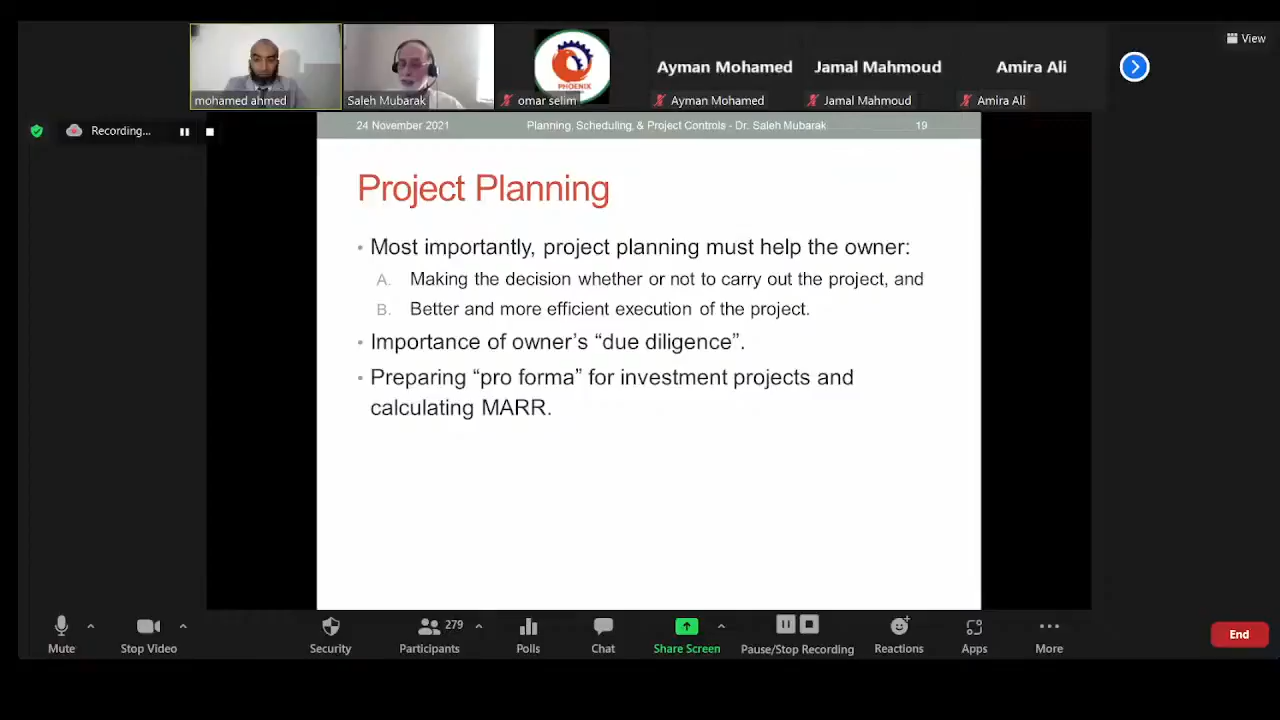 View
PHOENIX
Ayman Mohamed
Jamal Mahmoud
Amira Ali
mohamed ahmed
Saleh Mubarak
omar selim
Ayman Mohamed
Jamal Mahmoud
Amira Ali
Recording...
24 November 2021
Planning, Scheduling, & Project Controls - Dr. Saleh Mubarak
19
Project Planning
• Most importantly, project planning must help the owner:
A. Making the decision whether or not to carry out the project, and
B. Better and more efficient execution of the project.
• Importance of owner's “due diligence”.
• Preparing “pro forma” for investment projects and
calculating MARR.
Mute
Stop Video
Security
279
Participants
Polls
Chat
Share Screen
Pause/Stop Recording
Reactions
Apps
More
End